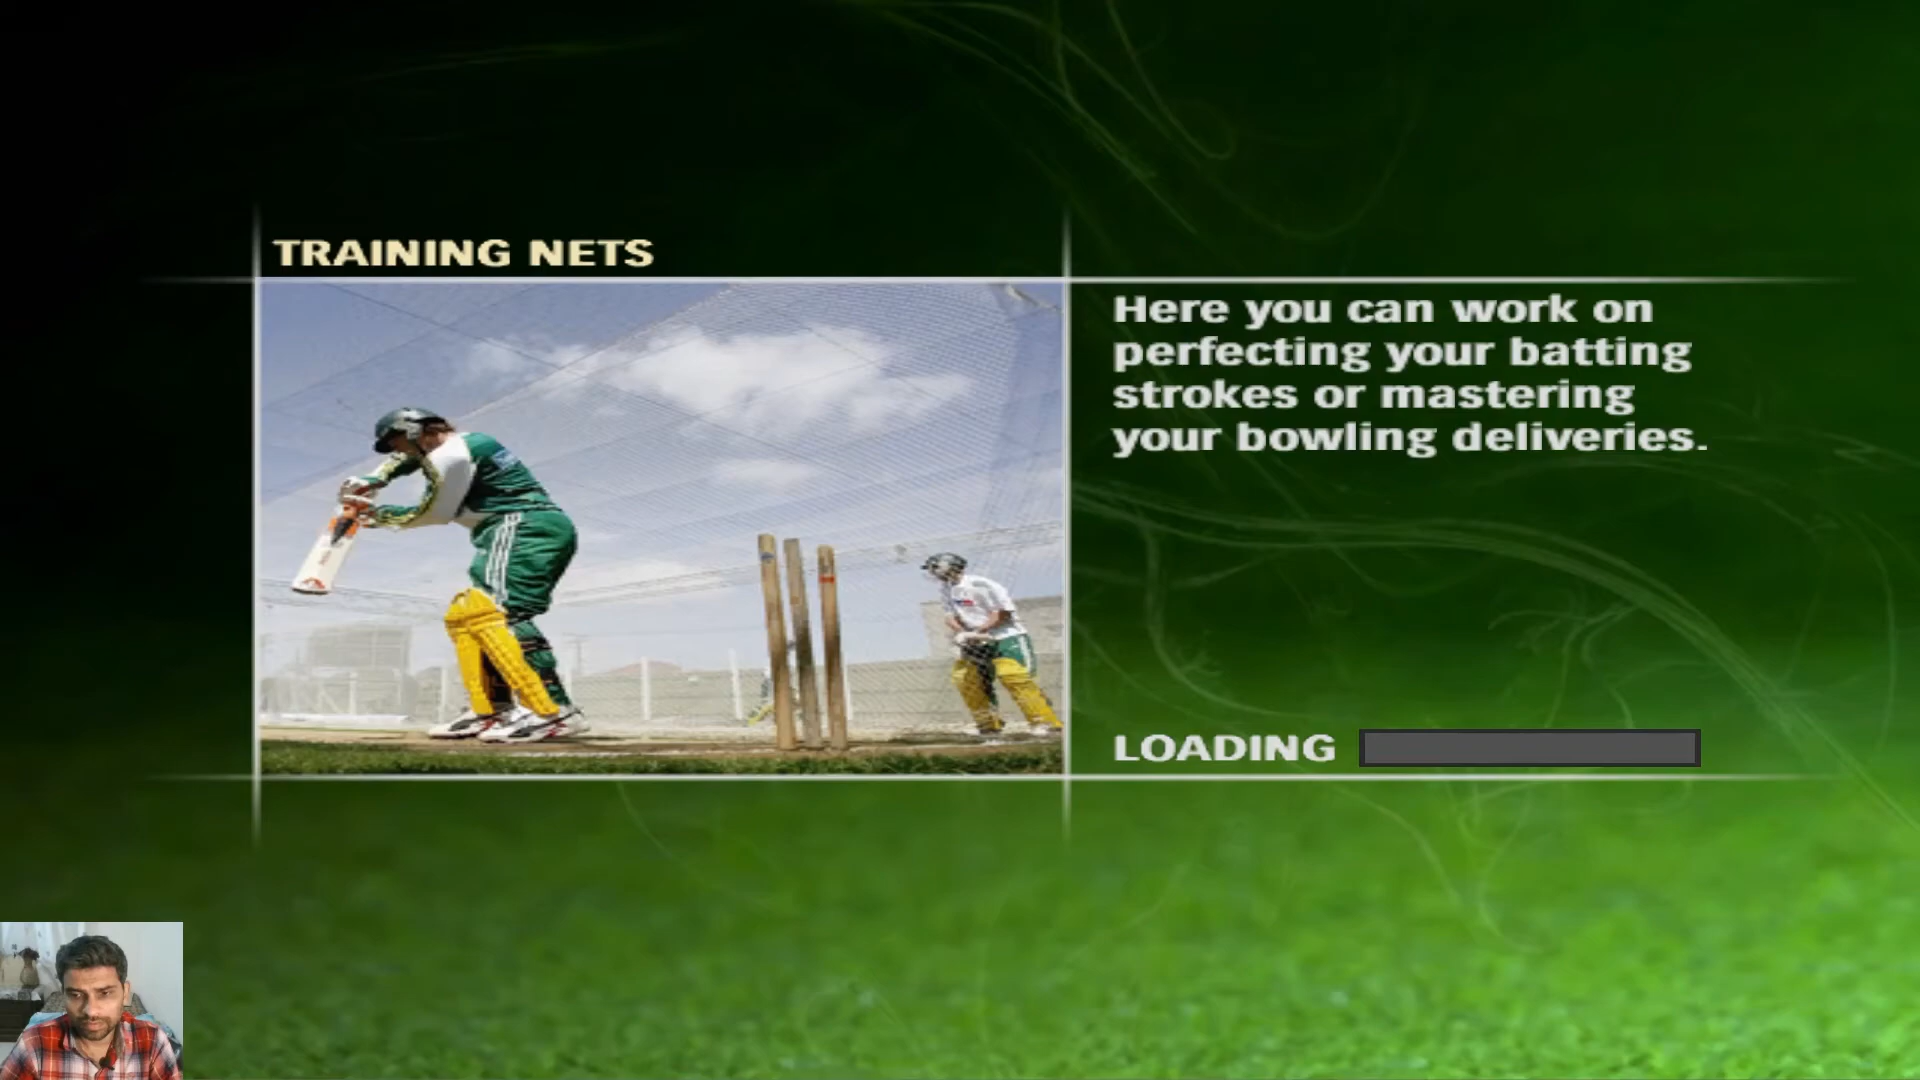 TRAINING NETS
Here you can work on
perfecting your batting
strokes or mastering
your bowling deliveries.
LOADING